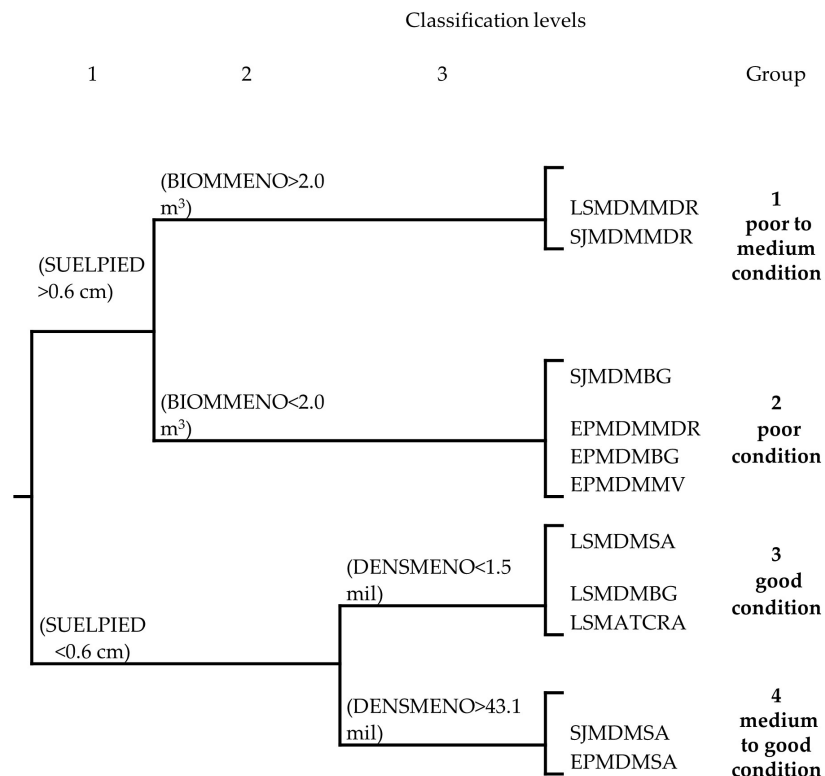 Classification levels
1 2 3 Group
(BIOMMENO>2.0
m³)
LSMDMMDR
SJMDMMDR
1
poor to
medium
condition
(SUELPIED
>0.6 cm)
(BIOMMENO<2.0
m³)
SJMDMBG
EPMDMMDR
EPMDMBG
EPMDMMV
2
poor
condition
(SUELPIED
<0.6 cm)
(DENSMENO<1.5
mil)
LSMDMSA
LSMDMBG
LSMATCRA
3
good
condition
(DENSMENO>43.1
mil)
SJMDMSA
EPMDMSA
4
medium
to good
condition